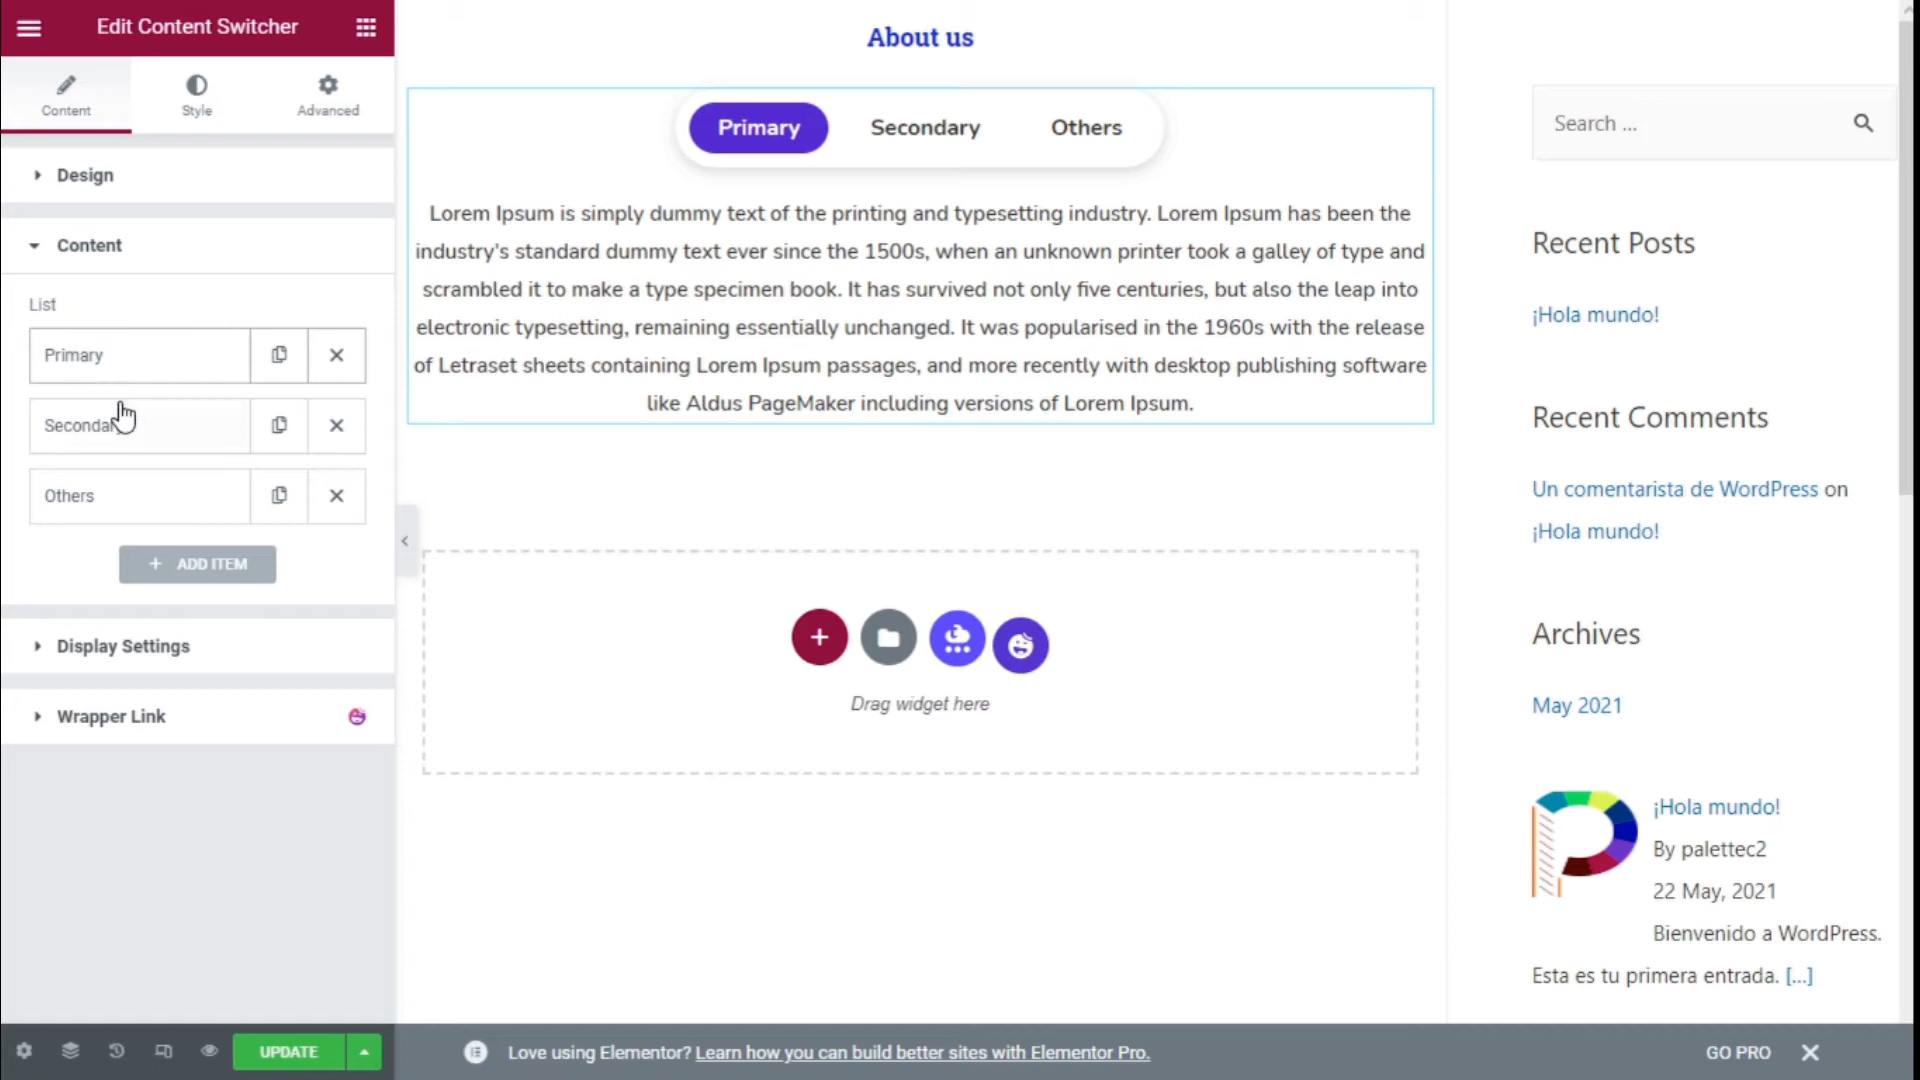 Edit Content Switcher
Content
Style
Advanced
Design
Content
List
Primary
Secondary
Others
+ ADD ITEM
Display Settings
Wrapper Link
UPDATE
About us
Primary
Secondary
Others
Lorem Ipsum is simply dummy text of the printing and typesetting industry. Lorem Ipsum has been the
industry's standard dummy text ever since the 1500s, when an unknown printer took a galley of type and
scrambled it to make a type specimen book. It has survived not only five centuries, but also the leap into
electronic typesetting, remaining essentially unchanged. It was popularised in the 1960s with the release
of Letraset sheets containing Lorem Ipsum passages, and more recently with desktop publishing software
like Aldus PageMaker including versions of Lorem Ipsum.
Drag widget here
Search ...
Recent Posts
¡Hola mundo!
Recent Comments
Un comentarista de WordPress on
¡Hola mundo!
Archives
May 2021
¡Hola mundo!
By palettec2
22 May, 2021
Bienvenido a WordPress.
Esta es tu primera entrada. [...]
Love using Elementor? Learn how you can build better sites with Elementor Pro.
GO PRO